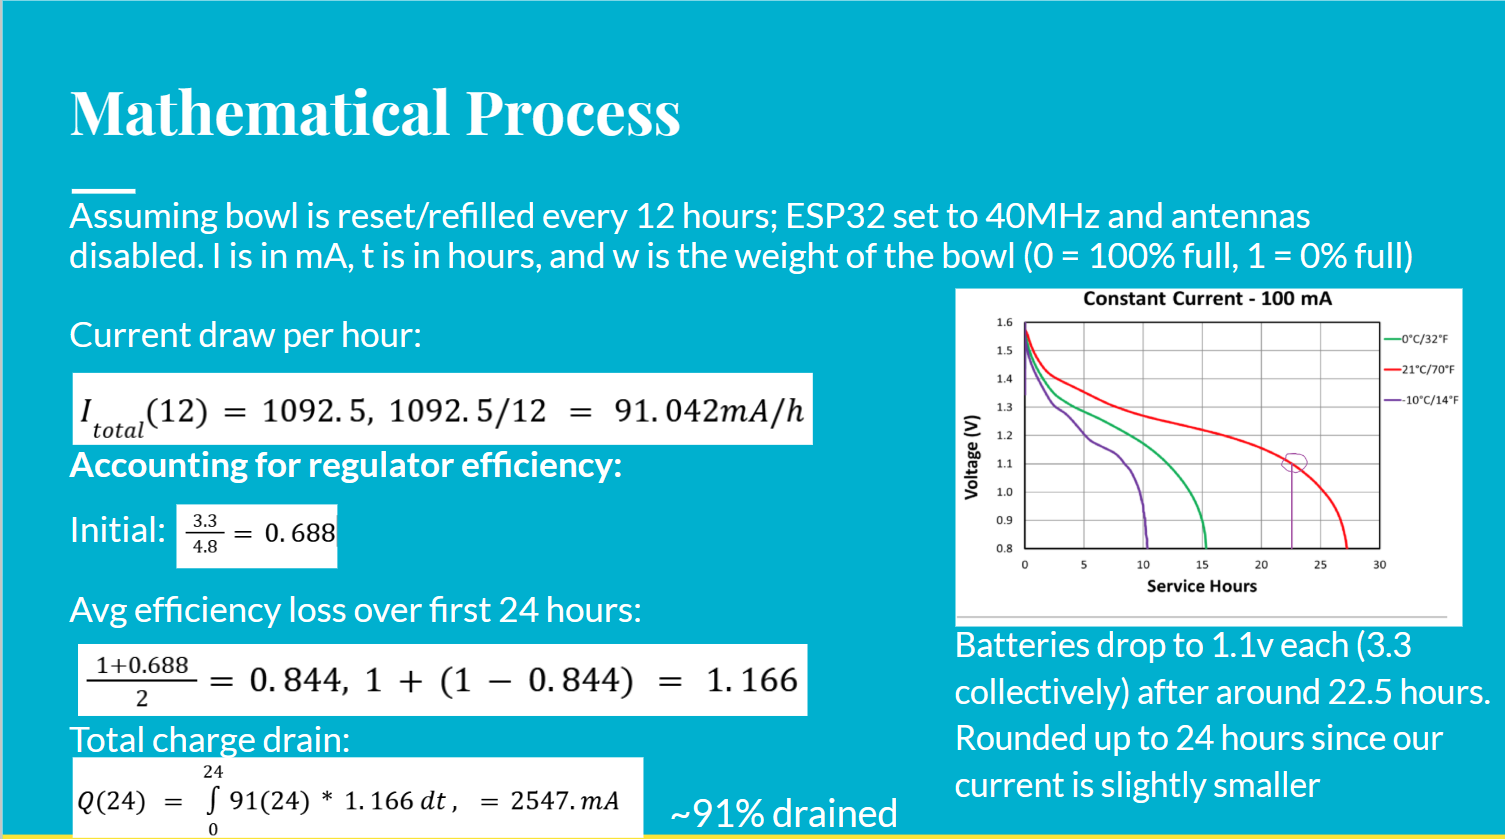 Mathematical Process
Assuming bowl is reset/refilled every 12 hours; ESP32 set to 40MHz and antennas
disabled. I is in mA, t is in hours, and w is the weight of the bowl (0 = 100% full, 1 = 0% full)
Current draw per hour:
I_total(12) = 1092.5, 1092.5/12 = 91.042mA/h
Accounting for regulator efficiency:
Initial: 3.3/4.8 = 0.688
Avg efficiency loss over first 24 hours:
(1+0.688)/2 = 0.844, 1 + (1 − 0.844) = 1.166
Total charge drain:
Q(24) = ∫_0^24 91(24) * 1.166 dt, = 2547.mA
~91% drained
Constant Current - 100 mA
Voltage (V)
1.6
1.5
1.4
1.3
1.2
1.1
1.0
0.9
0.8
0 5 10 15 20 25 30
Service Hours
0°C/32°F
21°C/70°F
-10°C/14°F
Batteries drop to 1.1v each (3.3
collectively) after around 22.5 hours.
Rounded up to 24 hours since our
current is slightly smaller